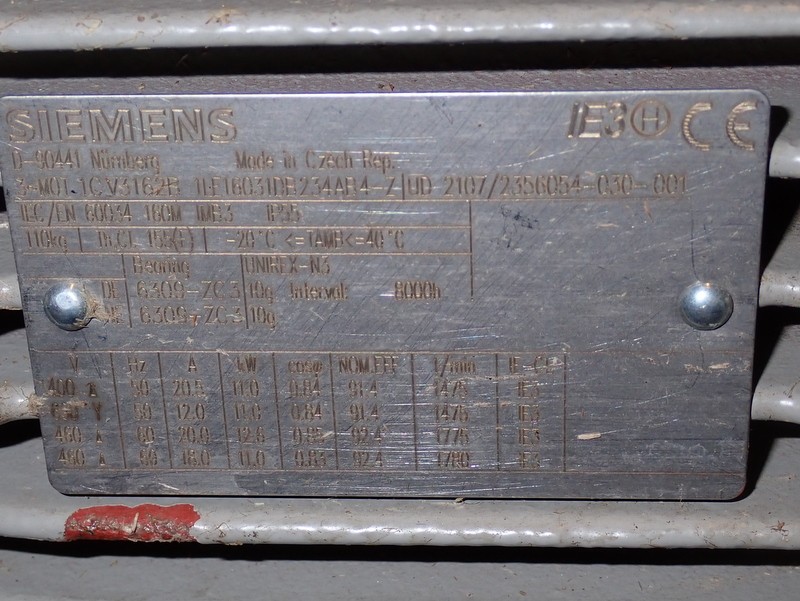 SIEMENS IE3 H CE
D-90441 Nürnberg Made in Czech Rep.
3~MOT. 1CV3162B UD 2107/2356054-030-001
IEC/EN 60034 160M IMB3 IP55
110kg Th.Cl. 155(F) -20°C <=TAMB<=40°C
Bearing UNIREX-N3
DE 6309-ZC3 10g Interval: 8000h
6309-ZC3 10g
V Hz A kW cosφ NOM.EFF 1/min IE-CL
400 50 20.5 11.0 0.84 91.4 1475 IE3
50 12.0 11.0 0.84 91.4 1475 IE3
460 60 20.0 12.6 0.85 92.4 1775 IE3
460 60 11.0 0.83 92.4 1780 IE3